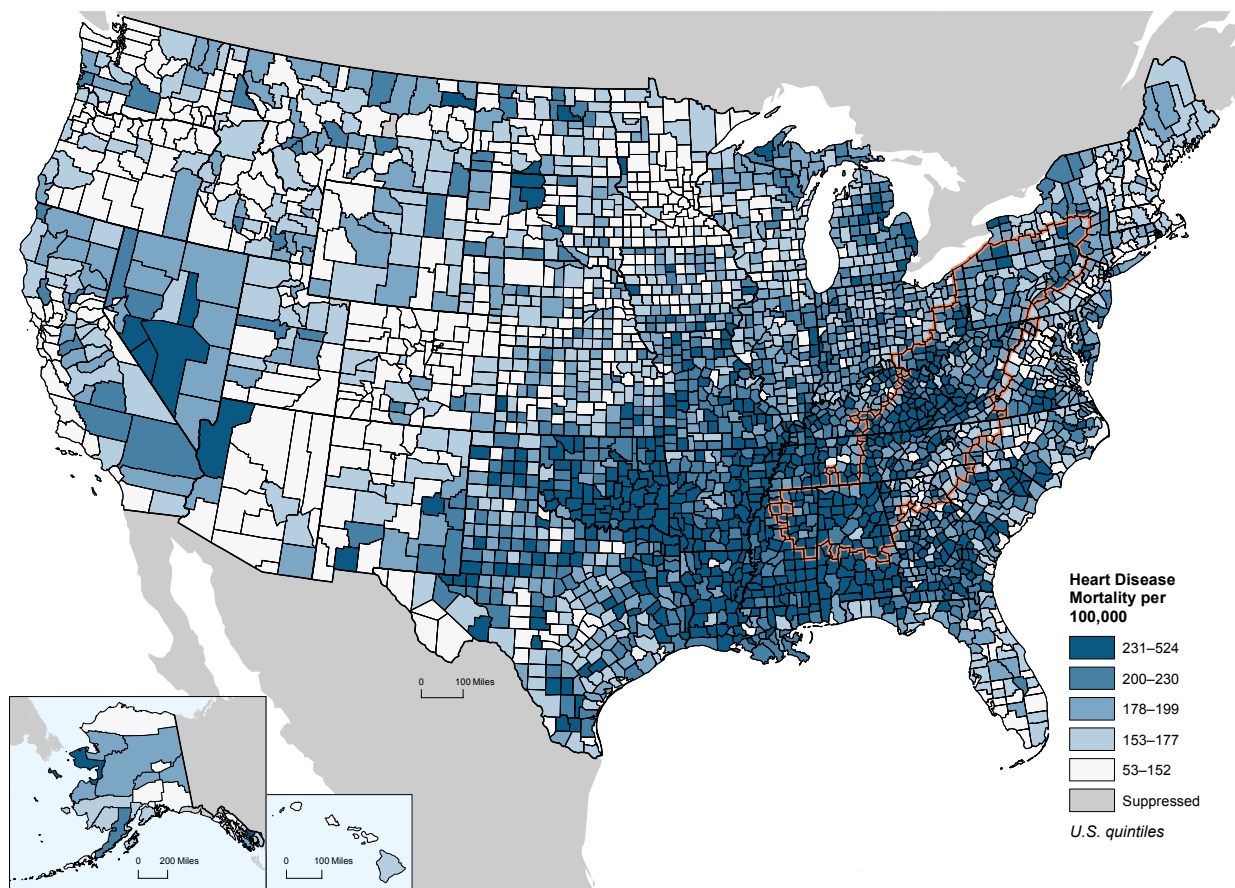 Heart Disease
Mortality per
100,000
231–524
200–230
178–199
153–177
53–152
Suppressed
U.S. quintiles
0 100 Miles
0 200 Miles
0 100 Miles